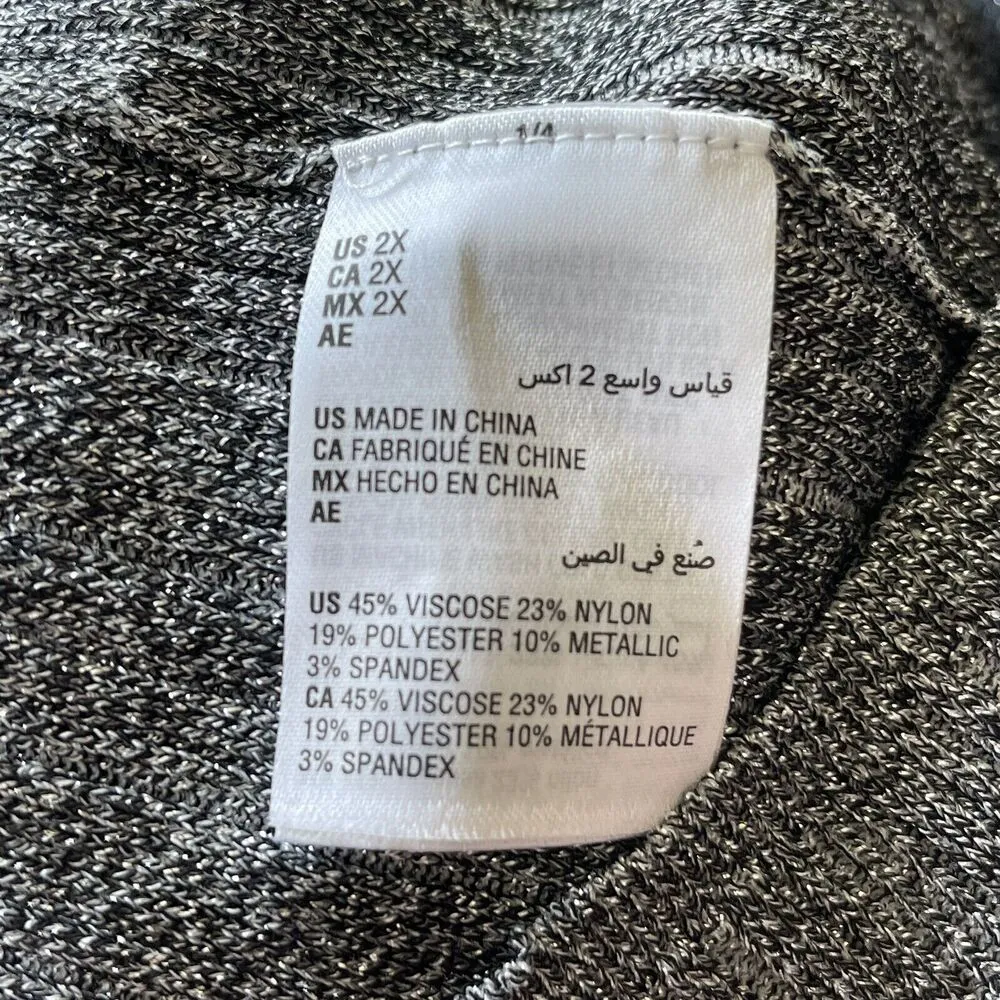 1/4
US 2X
CA 2X
MX 2X
AE
قياس واسع 2 اكس
US MADE IN CHINA
CA FABRIQUÉ EN CHINE
MX HECHO EN CHINA
AE
صُنع في الصين
US 45% VISCOSE 23% NYLON
19% POLYESTER 10% METALLIC
3% SPANDEX
CA 45% VISCOSE 23% NYLON
19% POLYESTER 10% MÉTALLIQUE
3% SPANDEX